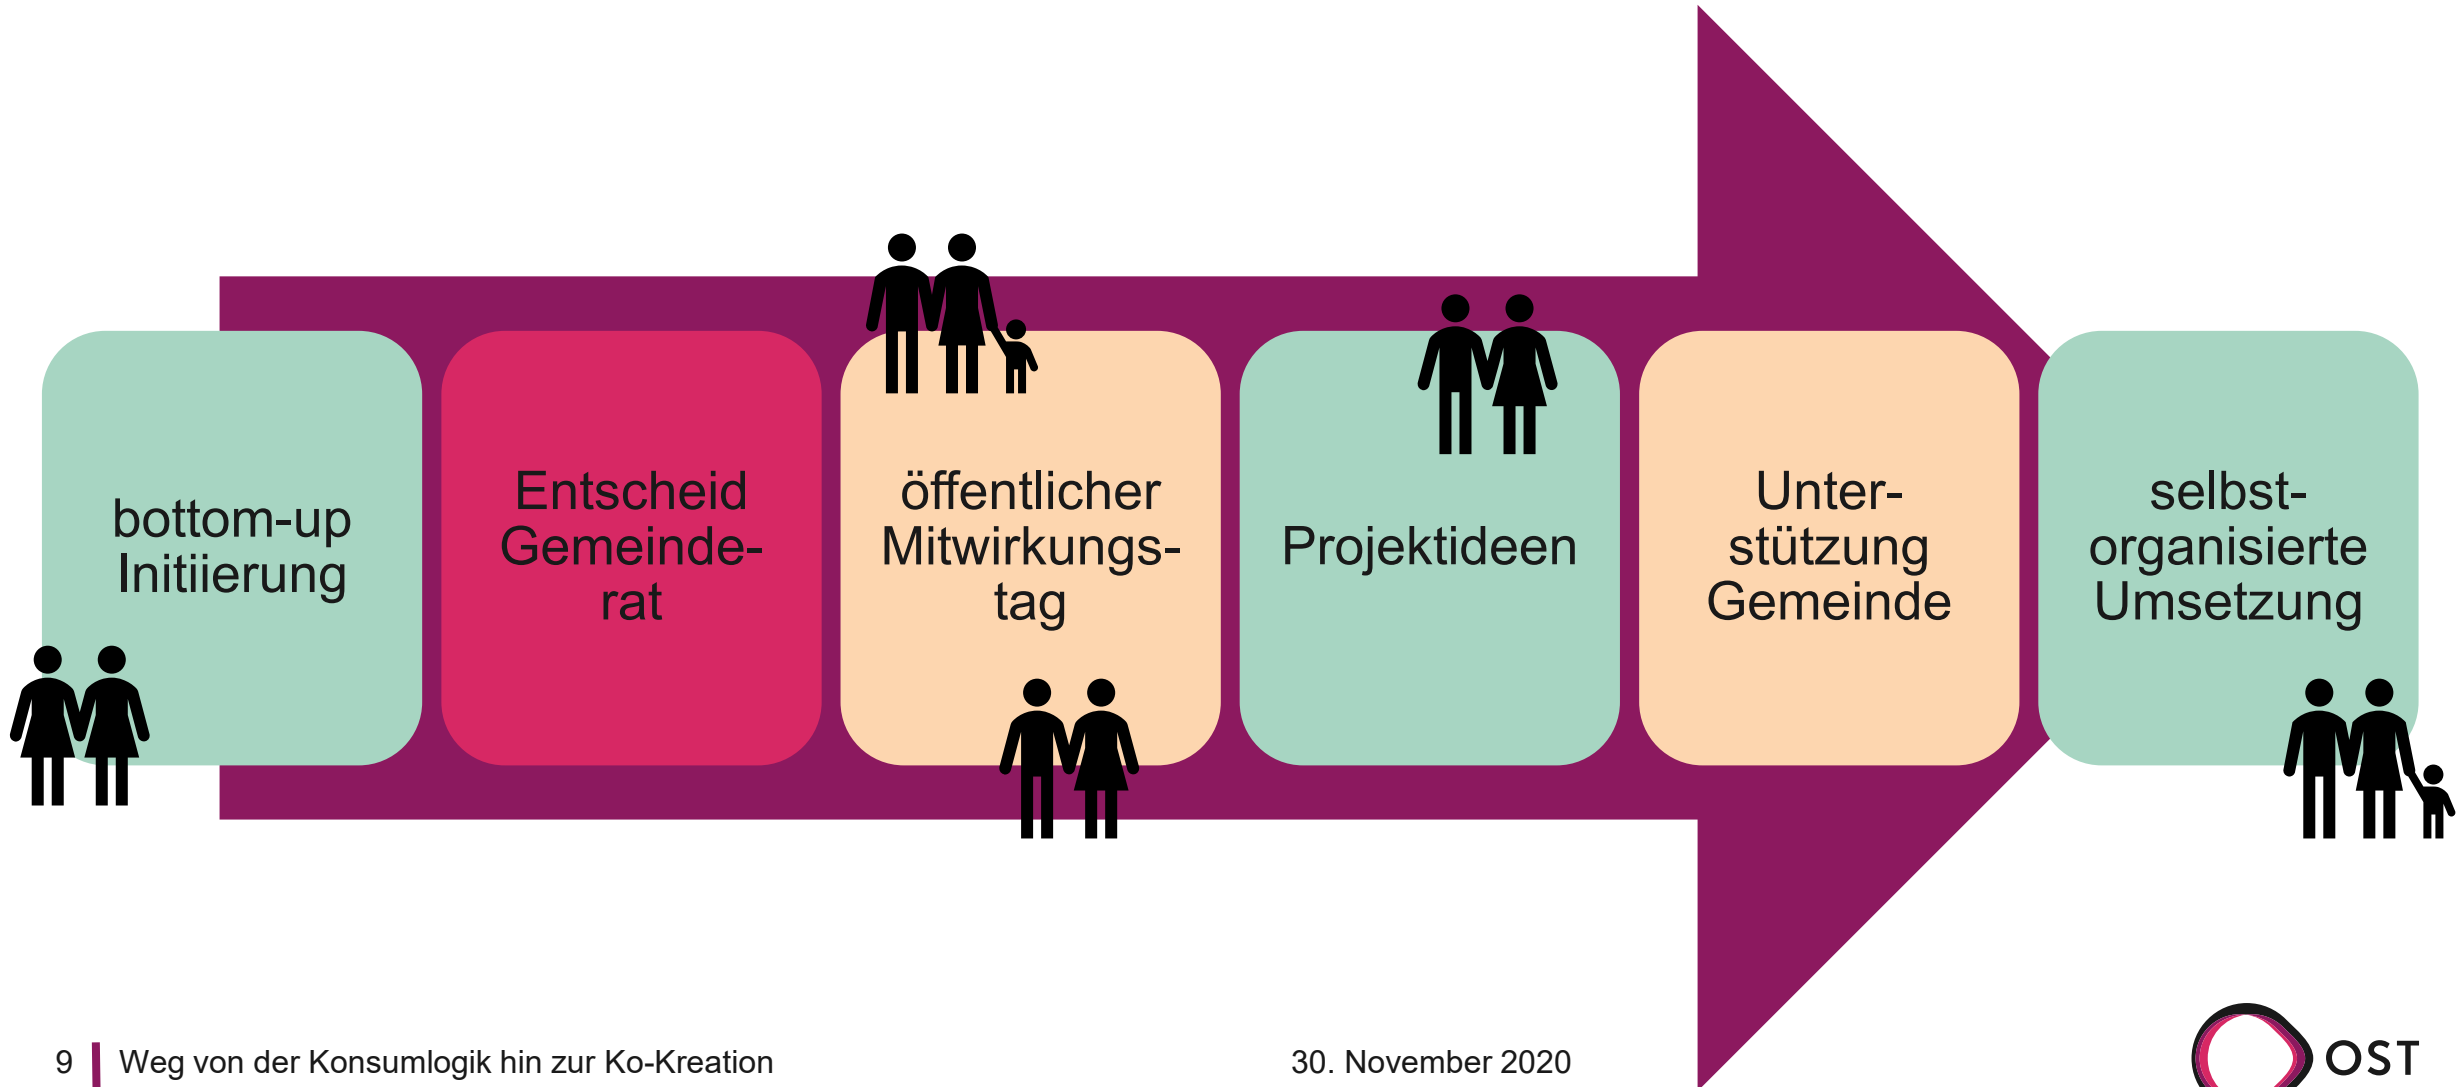 bottom-up
Initiierung
Entscheid
Gemeinde-
rat
öffentlicher
Mitwirkungs-
tag
Projektideen
Unter-
stützung
Gemeinde
selbst-
organisierte
Umsetzung
9
Weg von der Konsumlogik hin zur Ko-Kreation
30. November 2020
OST